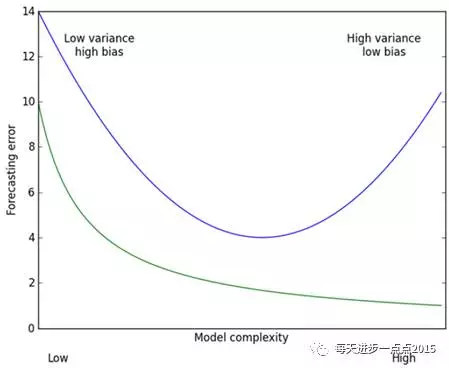 14
12
10
8
6
4
2
0
Forecasting error
Low variance
high bias
High variance
low bias
Model complexity
Low
High
每天进步一点点2015